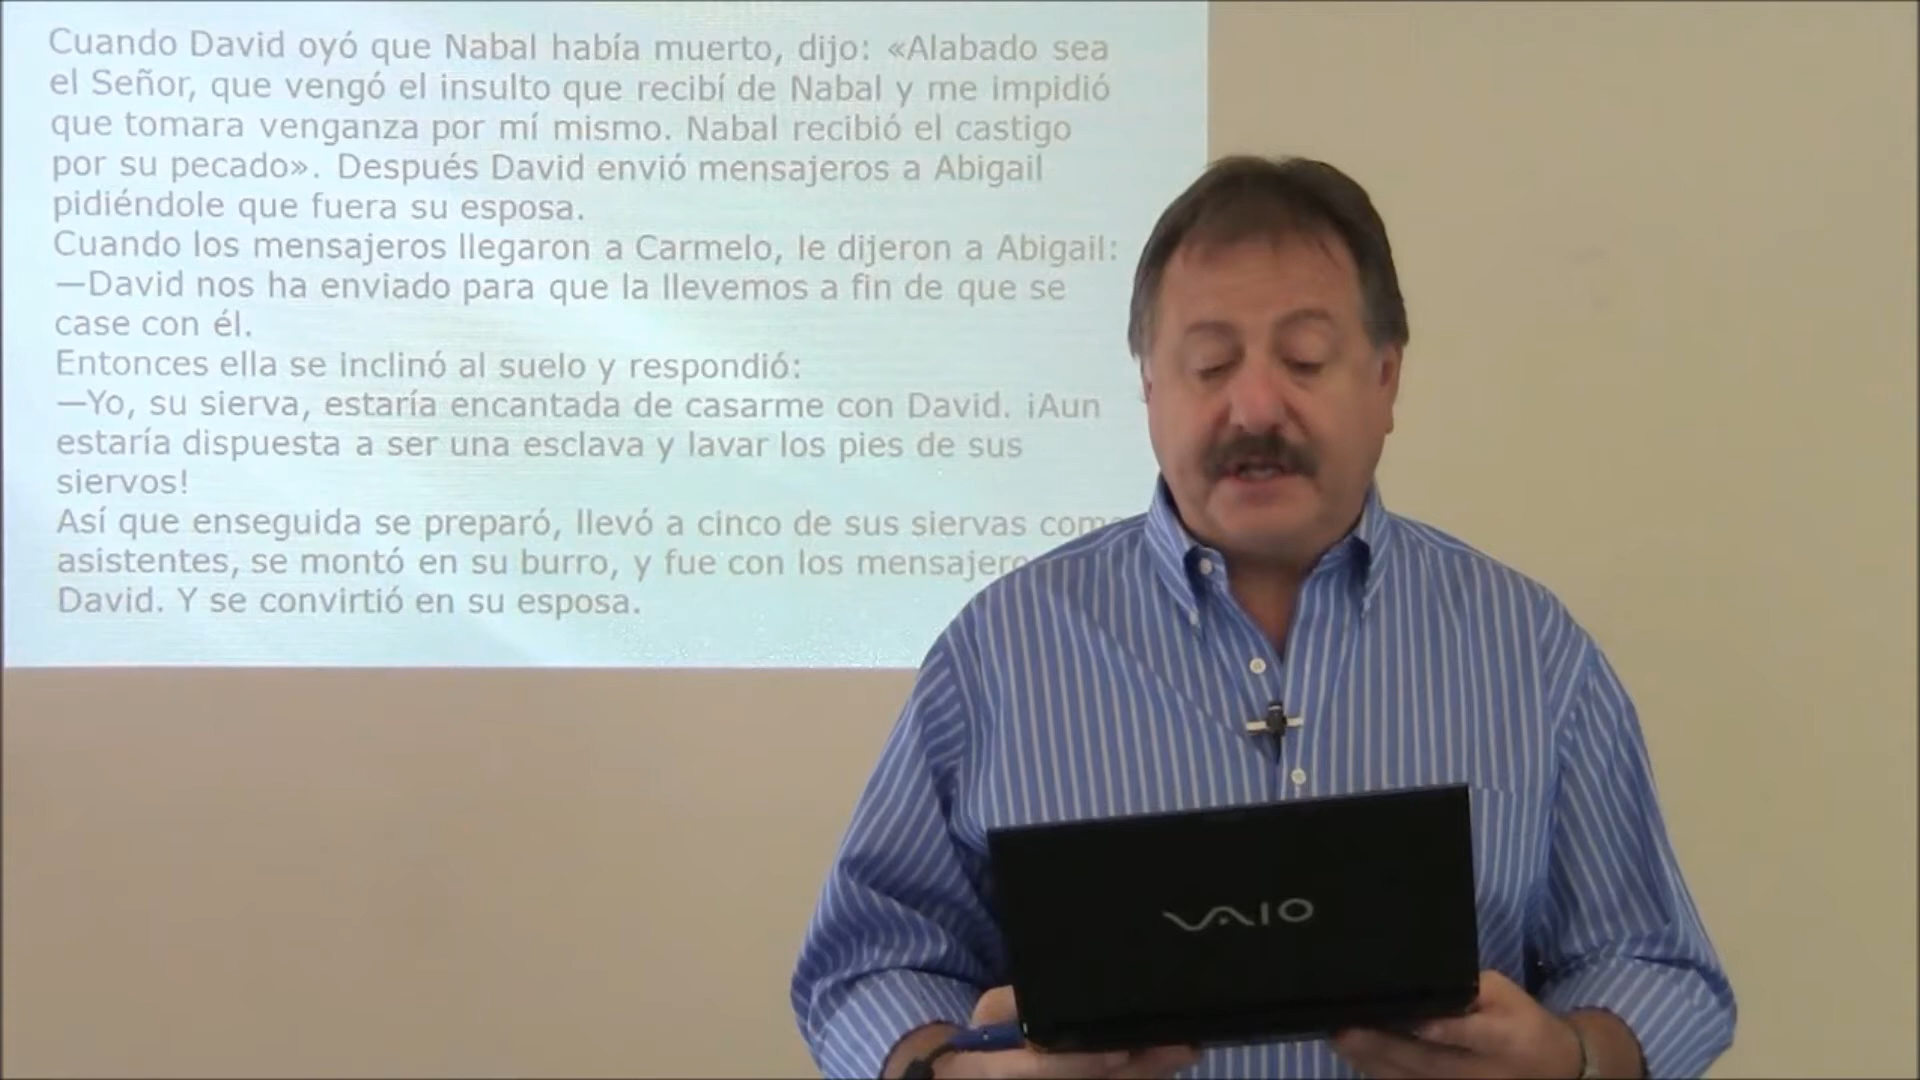 Cuando David oyó que Nabal había muerto, dijo: «Alabado sea
el Señor, que vengó el insulto que recibí de Nabal y me impidió
que tomara venganza por mí mismo. Nabal recibió el castigo
por su pecado». Después David envió mensajeros a Abigail
pidiéndole que fuera su esposa.
Cuando los mensajeros llegaron a Carmelo, le dijeron a Abigail:
—David nos ha enviado para que la llevemos a fin de que se
case con él.
Entonces ella se inclinó al suelo y respondió:
—Yo, su sierva, estaría encantada de casarme con David. ¡Aun
estaría dispuesta a ser una esclava y lavar los pies de sus
siervos!
Así que enseguida se preparó, llevó a cinco de sus siervas como
asistentes, se montó en su burro, y fue con los mensajero
David. Y se convirtió en su esposa.
VAIO